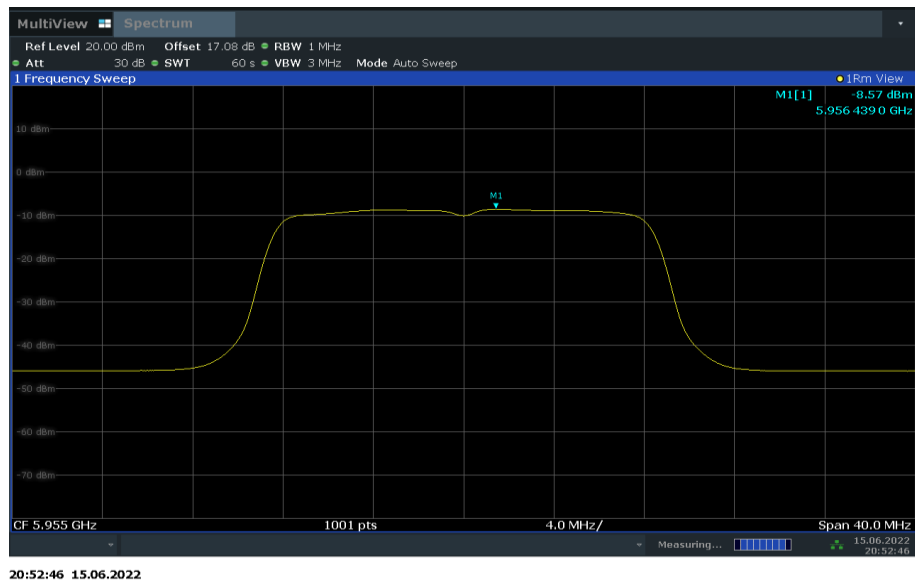 MultiView Spectrum
Ref Level 20.00 dBm Offset 17.08 dB RBW 1 MHz
Att 30 dB SWT 60 s VBW 3 MHz Mode Auto Sweep
1 Frequency Sweep 1Rm View
M1[1] -8.57 dBm
5.956 439 0 GHz
10 dBm
0 dBm
M1
-10 dBm
-20 dBm
-30 dBm
-40 dBm
-50 dBm
-60 dBm
-70 dBm
CF 5.955 GHz 1001 pts 4.0 MHz/ Span 40.0 MHz
Measuring... 15.06.2022
20:52:46
20:52:46 15.06.2022